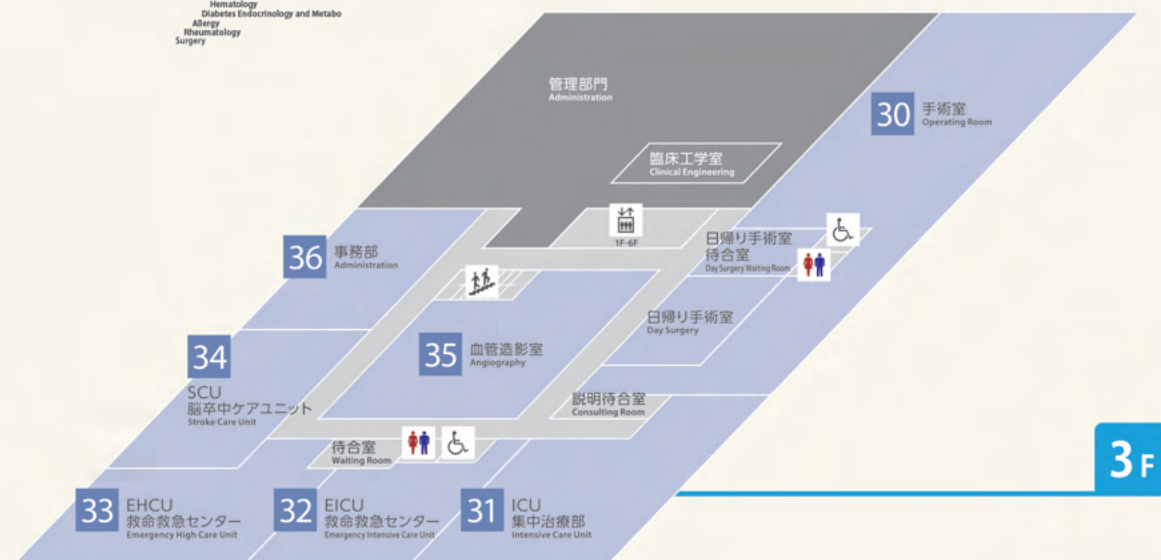 Hematology
Diabetes Endocrinology and Metabo
Allergy
Rheumatology
Surgery
管理部門
Administration
30
手術室
Operating Room
臨床工学室
Clinical Engineering
1F-6F
日帰り手術室
待合室
Day Surgery Waiting Room
36
事務部
Administration
日帰り手術室
Day Surgery
34
SCU
脳卒中ケアユニット
Stroke Care Unit
35
血管造影室
Angiography
説明待合室
Consulting Room
待合室
Waiting Room
3F
33
EHCU
救命救急センター
Emergency High Care Unit
32
EICU
救命救急センター
Emergency Intensive Care Unit
31
ICU
集中治療部
Intensive Care Unit